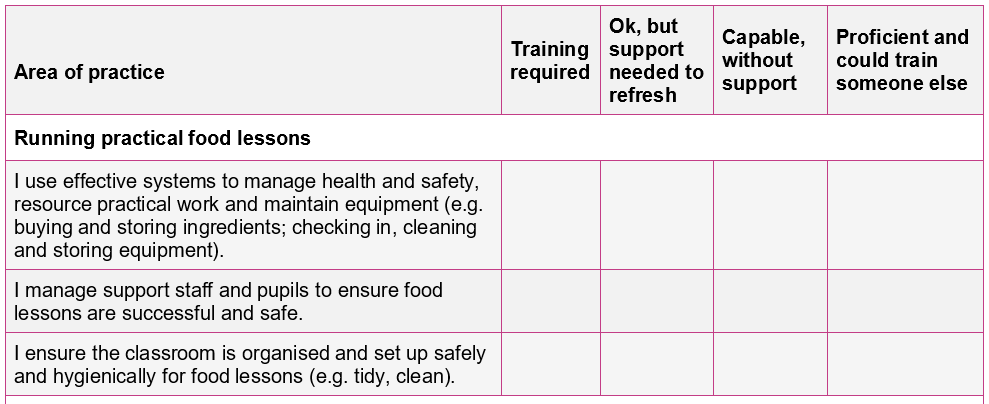 Area of practice
Training
required
Ok, but
support
needed to
refresh
Capable,
without
support
Proficient and
could train
someone else
Running practical food lessons
I use effective systems to manage health and safety,
resource practical work and maintain equipment (e.g.
buying and storing ingredients; checking in, cleaning
and storing equipment).
I manage support staff and pupils to ensure food
lessons are successful and safe.
I ensure the classroom is organised and set up safely
and hygienically for food lessons (e.g. tidy, clean).